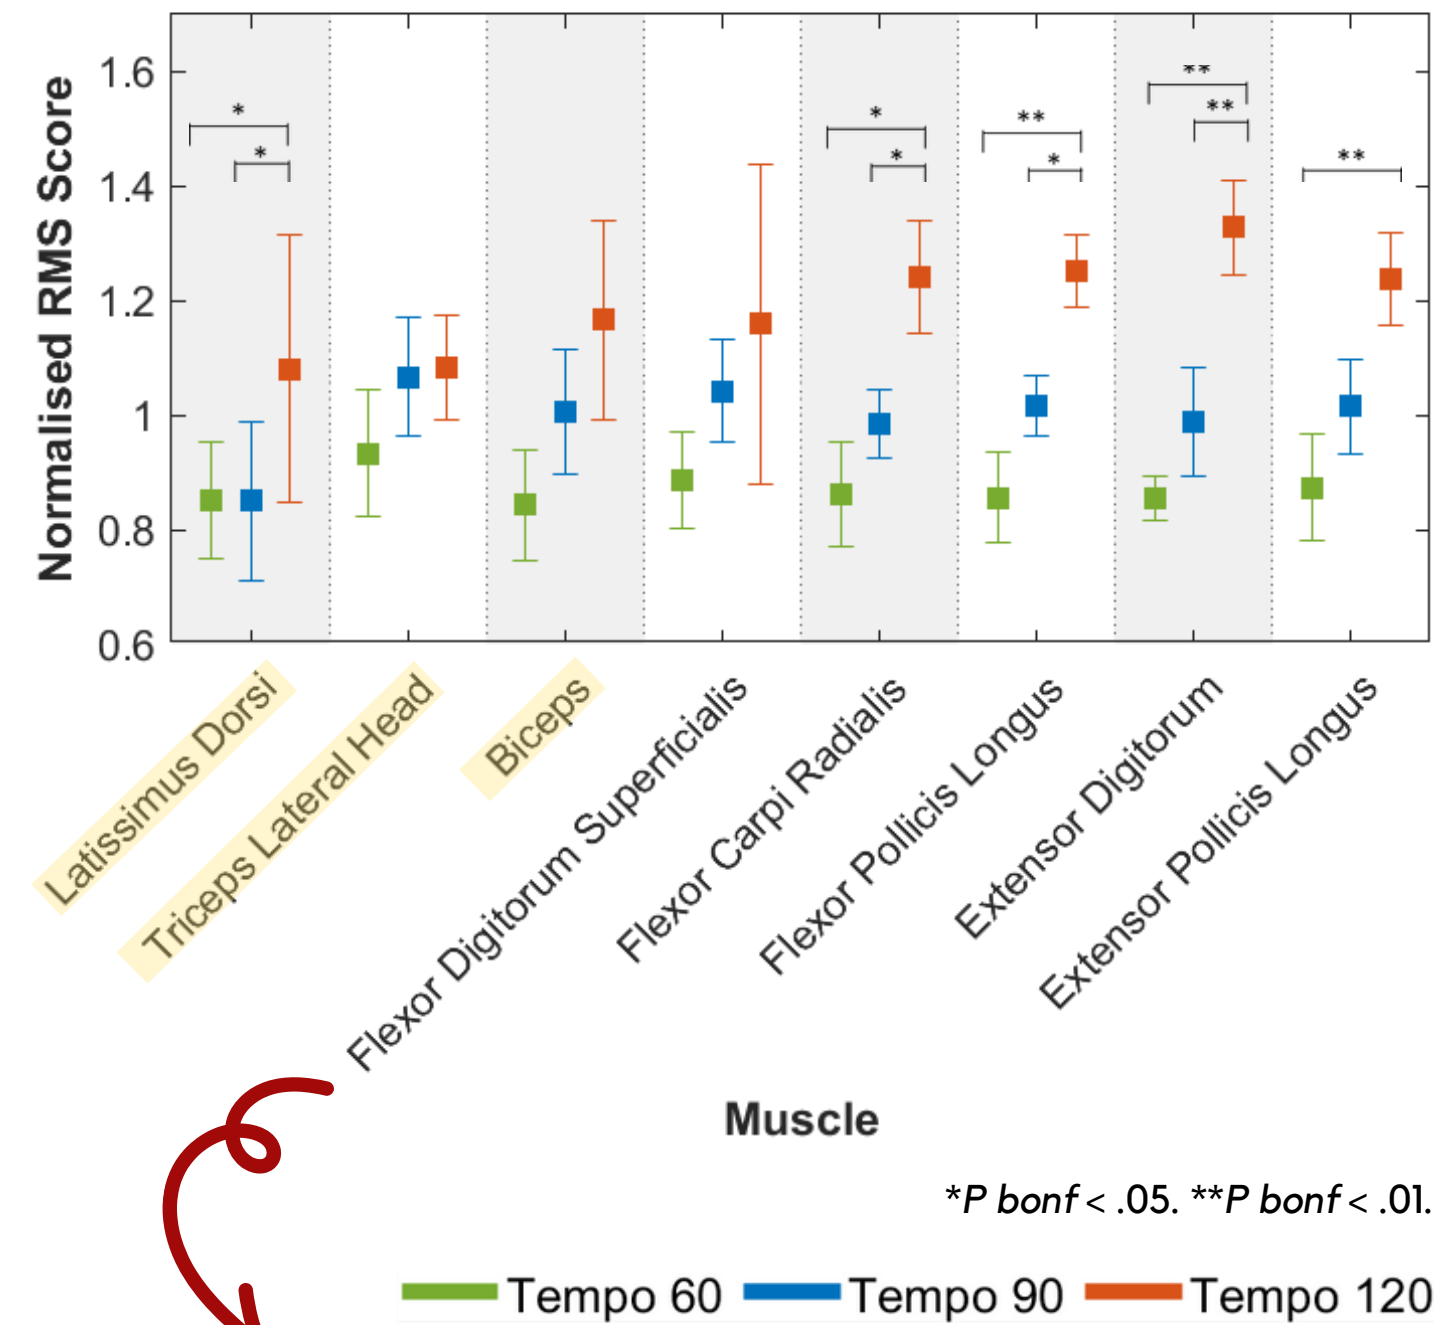 Normalised RMS Score
1.6
1.4
1.2
1
0.8
0.6
* 
*
*
*
**
*
**
**
**
Latissimus Dorsi
Triceps Lateral Head
Biceps
Flexor Digitorum Superficialis
Flexor Carpi Radialis
Flexor Pollicis Longus
Extensor Digitorum
Extensor Pollicis Longus
Muscle
*P bonf < .05. **P bonf < .01.
Tempo 60 Tempo 90 Tempo 120